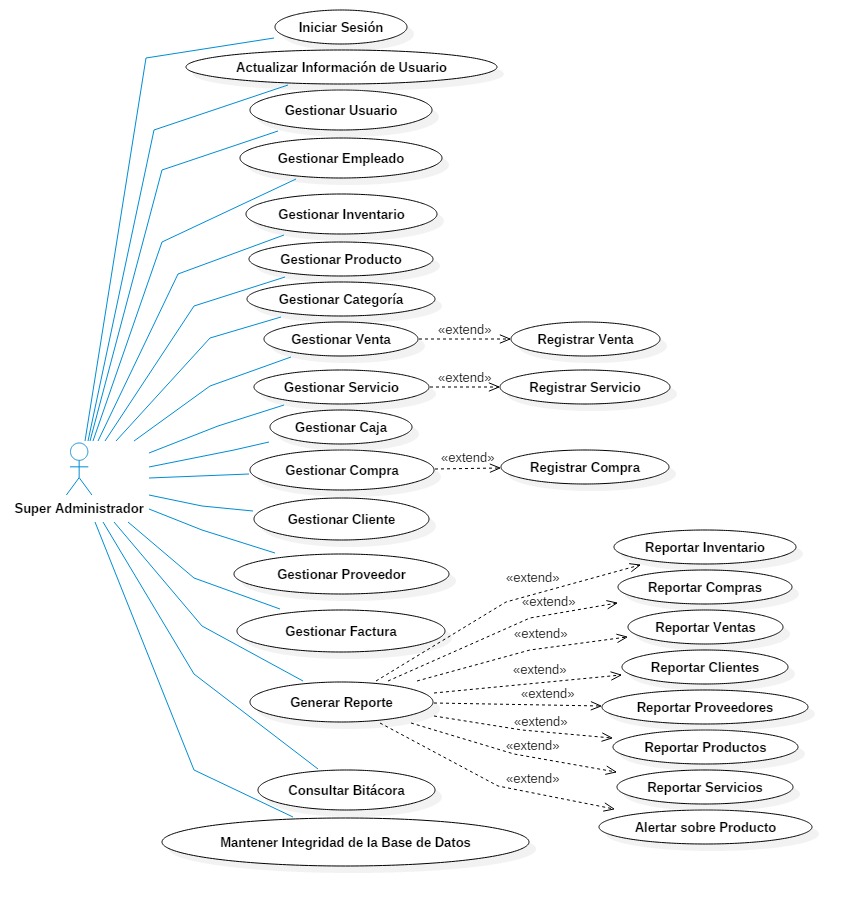 Iniciar Sesión
Actualizar Información de Usuario
Gestionar Usuario
Gestionar Empleado
Gestionar Inventario
Gestionar Producto
Gestionar Categoría
Gestionar Venta
«extend»
Registrar Venta
Gestionar Servicio
«extend»
Registrar Servicio
Gestionar Caja
Gestionar Compra
«extend»
Registrar Compra
Super Administrador
Gestionar Cliente
Gestionar Proveedor
Gestionar Factura
Generar Reporte
«extend»
Reportar Inventario
«extend»
Reportar Compras
«extend»
Reportar Ventas
«extend»
Reportar Clientes
«extend»
Reportar Proveedores
«extend»
Reportar Productos
«extend»
Reportar Servicios
«extend»
Alertar sobre Producto
Consultar Bitácora
Mantener Integridad de la Base de Datos